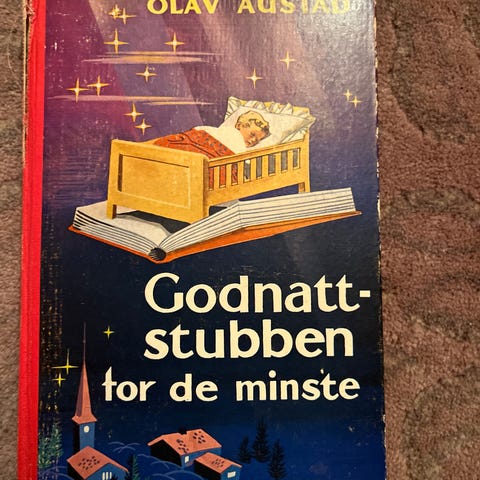 OLAV AUSTAD
Godnatt-
stubben
for de minste